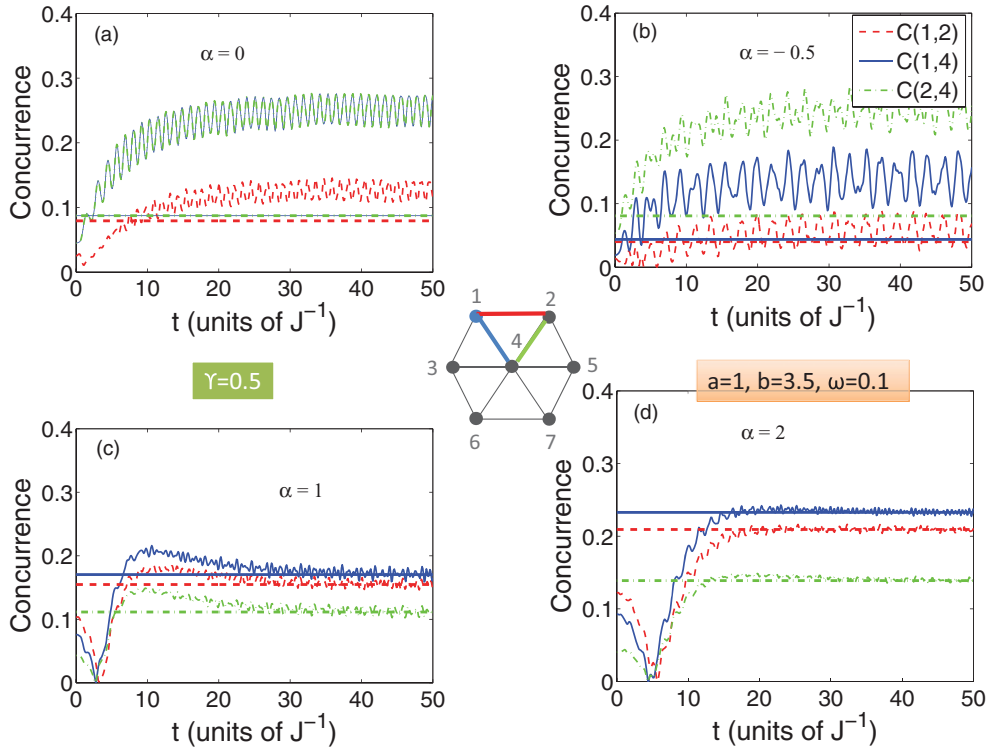 (a)
α = 0
Concurrence
0.4
0.3
0.2
0.1
0
0 10 20 30 40 50
t (units of J⁻¹)
(b)
α = − 0.5
C(1,2)
C(1,4)
C(2,4)
Concurrence
0.4
0.3
0.2
0.1
0
0 10 20 30 40 50
t (units of J⁻¹)
1 2
4
3 5
6 7
ϒ=0.5
a=1, b=3.5, ω=0.1
(c)
α = 1
Concurrence
0.4
0.3
0.2
0.1
0
0 10 20 30 40 50
t (units of J⁻¹)
(d)
α = 2
Concurrence
0.4
0.3
0.2
0.1
0
0 10 20 30 40 50
t (units of J⁻¹)